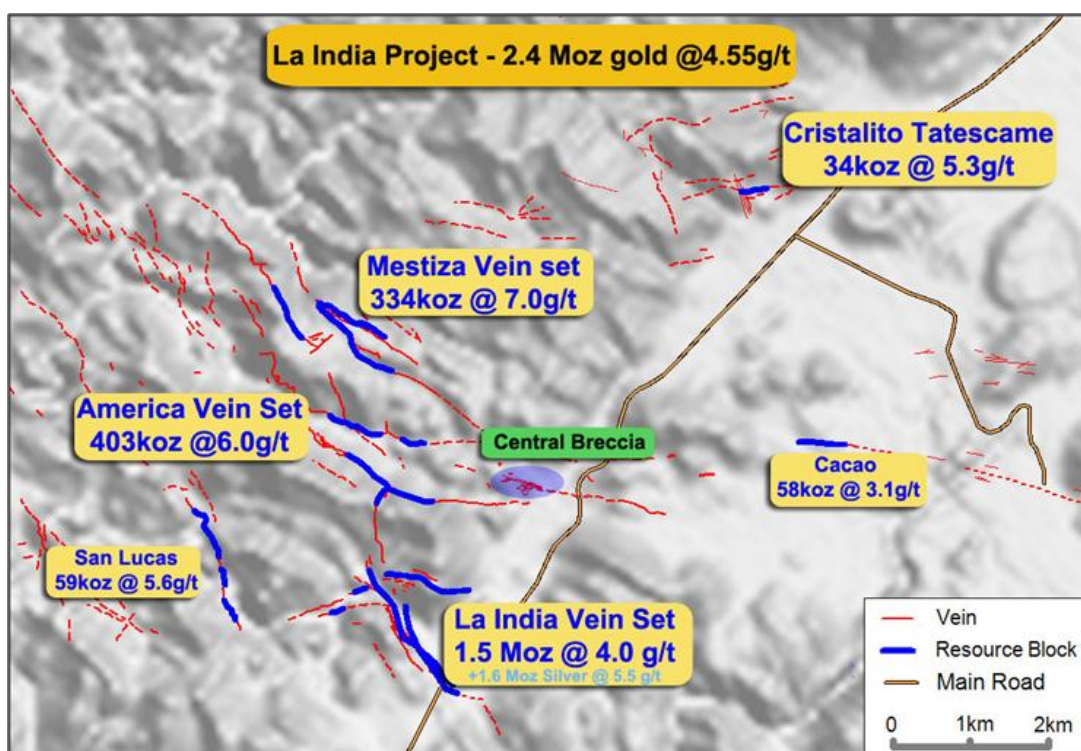 La India Project - 2.4 Moz gold @4.55g/t
Cristalito Tatescame
34koz @ 5.3g/t
Mestiza Vein set
334koz @ 7.0g/t
America Vein Set
403koz @6.0g/t
Central Breccia
Cacao
58koz @ 3.1g/t
San Lucas
59koz @ 5.6g/t
La India Vein Set
1.5 Moz @ 4.0 g/t
+1.6 Moz Silver @ 5.5 g/t
Vein
Resource Block
Main Road
0 1km 2km